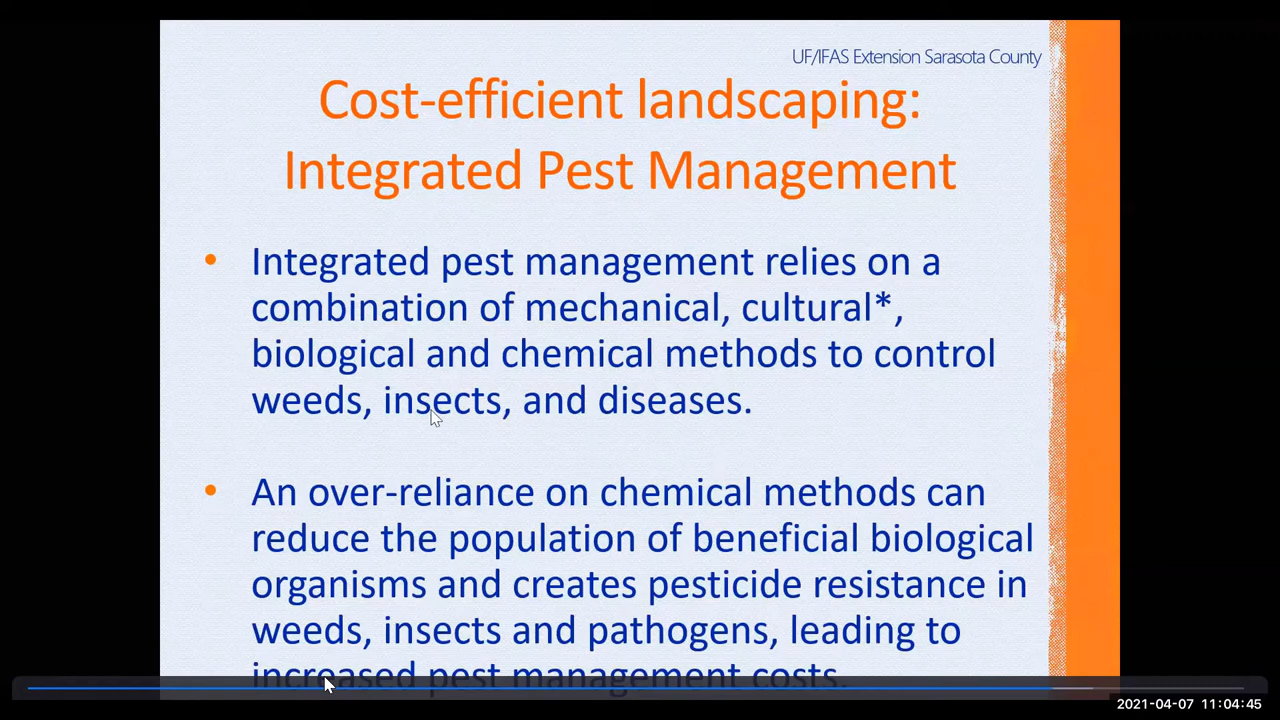 UF/IFAS Extension Sarasota County
Cost-efficient landscaping:
Integrated Pest Management
• Integrated pest management relies on a
combination of mechanical, cultural*,
biological and chemical methods to control
weeds, insects, and diseases.
• An over-reliance on chemical methods can
reduce the population of beneficial biological
organisms and creates pesticide resistance in
weeds, insects and pathogens, leading to
increased pest management costs.
2021-04-07 11:04:45